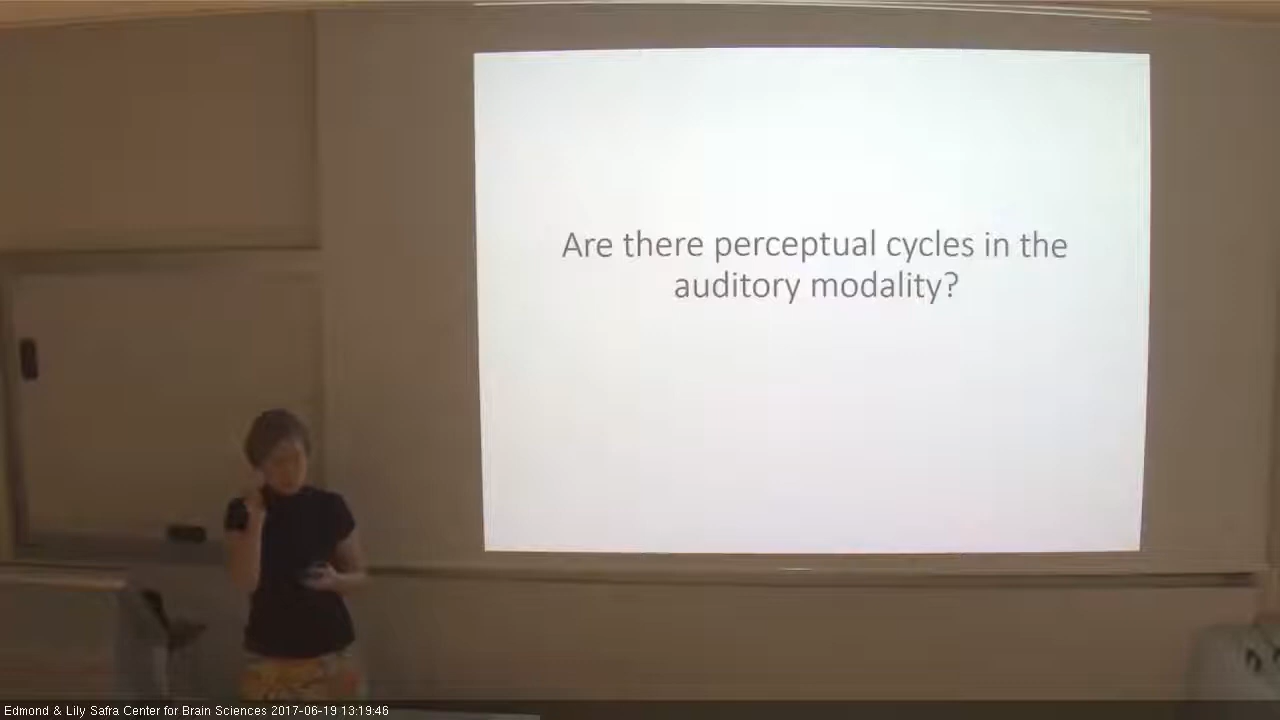 Are there perceptual cycles in the
auditory modality?
Edmond & Lily Safra Center for Brain Sciences 2017-06-19 13:19:46